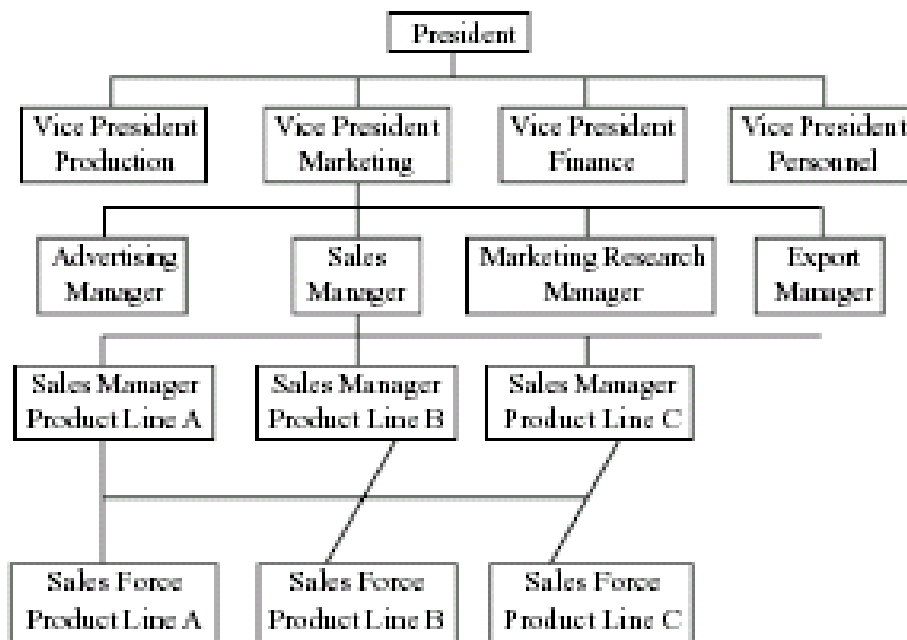 President
Vice President
Production
Vice President
Marketing
Vice President
Finance
Vice President
Personnel
Advertising
Manager
Sales
Manager
Marketing Research
Manager
Export
Manager
Sales Manager
Product Line A
Sales Manager
Product Line B
Sales Manager
Product Line C
Sales Force
Product Line A
Sales Force
Product Line B
Sales Force
Product Line C